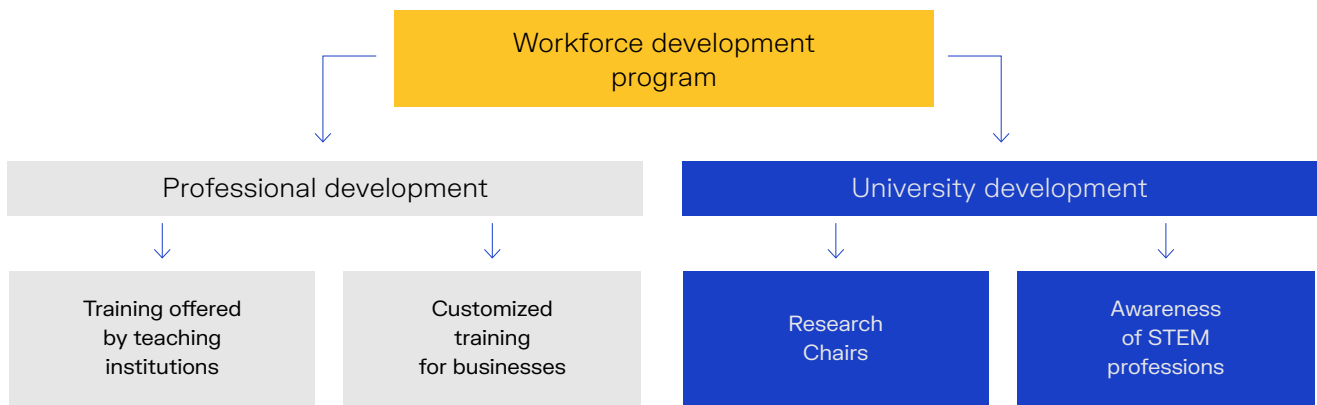 Workforce development
program
Professional development
University development
Training offered
by teaching
institutions
Customized
training
for businesses
Research
Chairs
Awareness
of STEM
professions